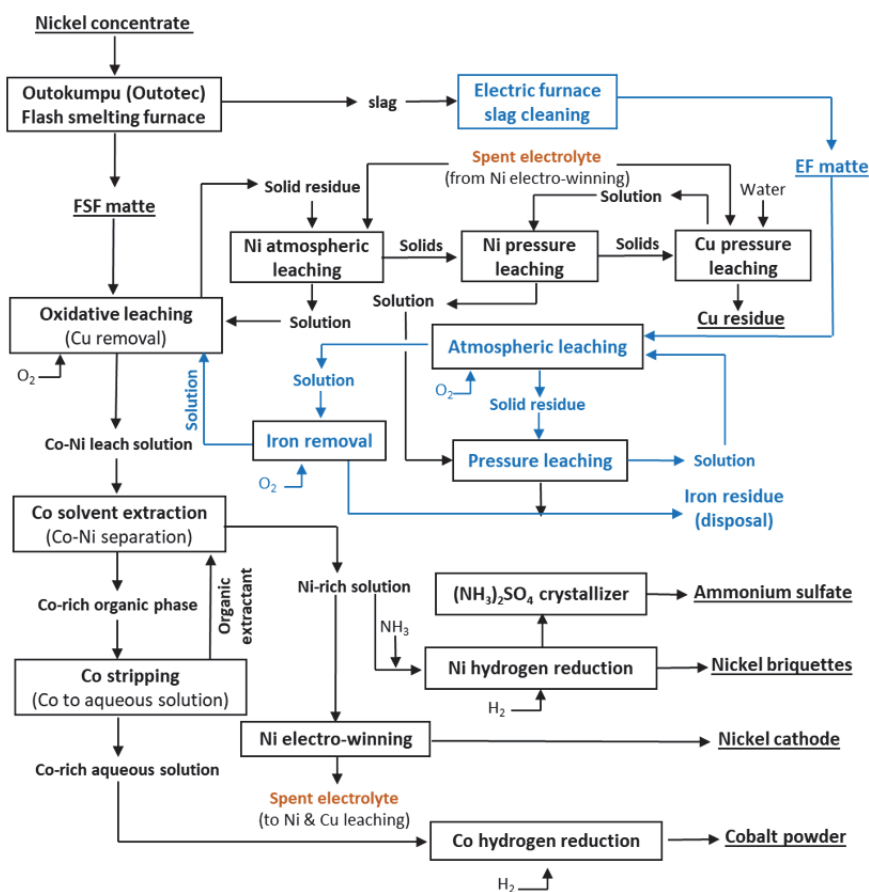 Nickel concentrate
Outokumpu (Outotec)
Flash smelting furnace
slag
Electric furnace
slag cleaning
EF matte
FSF matte
Solid residue
Spent electrolyte
(from Ni electro-winning)
Solution
Water
Ni atmospheric
leaching
Solids
Ni pressure
leaching
Solids
Cu pressure
leaching
Oxidative leaching
(Cu removal)
Solution
Solution
Cu residue
O2
Solution
Atmospheric leaching
Solution
O2
Solid residue
Co-Ni leach solution
Iron removal
O2
Pressure leaching
Solution
Iron residue
(disposal)
Co solvent extraction
(Co-Ni separation)
Organic
extractant
Co-rich organic phase
Ni-rich solution
NH3
(NH3)2SO4 crystallizer
Ammonium sulfate
Co stripping
(Co to aqueous solution)
Ni hydrogen reduction
Nickel briquettes
H2
Ni electro-winning
Nickel cathode
Co-rich aqueous solution
Spent electrolyte
(to Ni & Cu leaching)
Co hydrogen reduction
Cobalt powder
H2